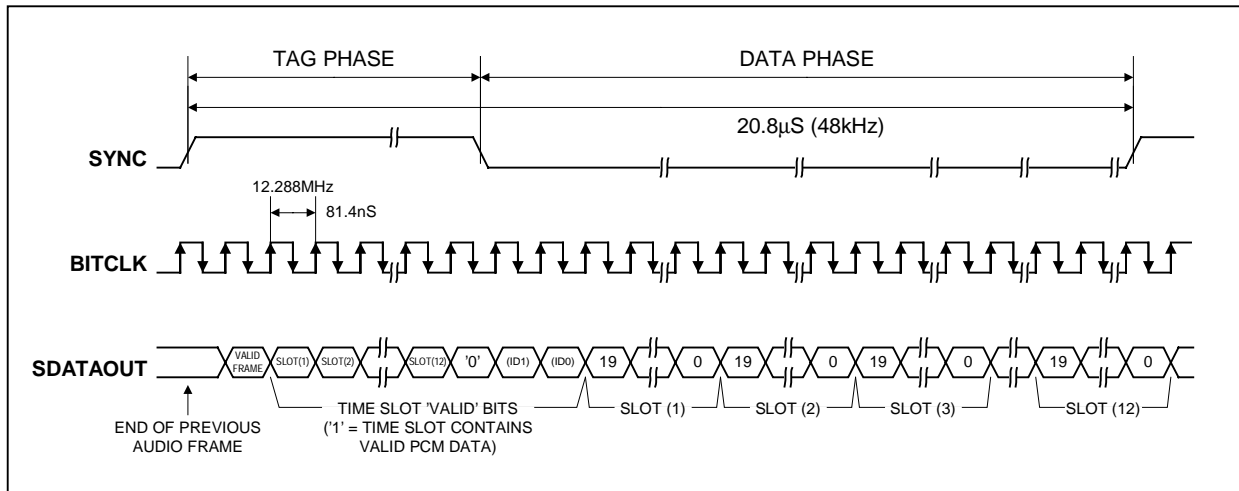 TAG PHASE
DATA PHASE
20.8µS (48kHz)
SYNC
12.288MHz
81.4nS
BITCLK
SDATAOUT
VALID
FRAME
SLOT(1)
SLOT(2)
SLOT(12)
'0'
(ID1)
(ID0)
19
0
19
0
19
0
19
0
END OF PREVIOUS
AUDIO FRAME
TIME SLOT 'VALID' BITS
('1' = TIME SLOT CONTAINS
VALID PCM DATA)
SLOT (1)
SLOT (2)
SLOT (3)
SLOT (12)